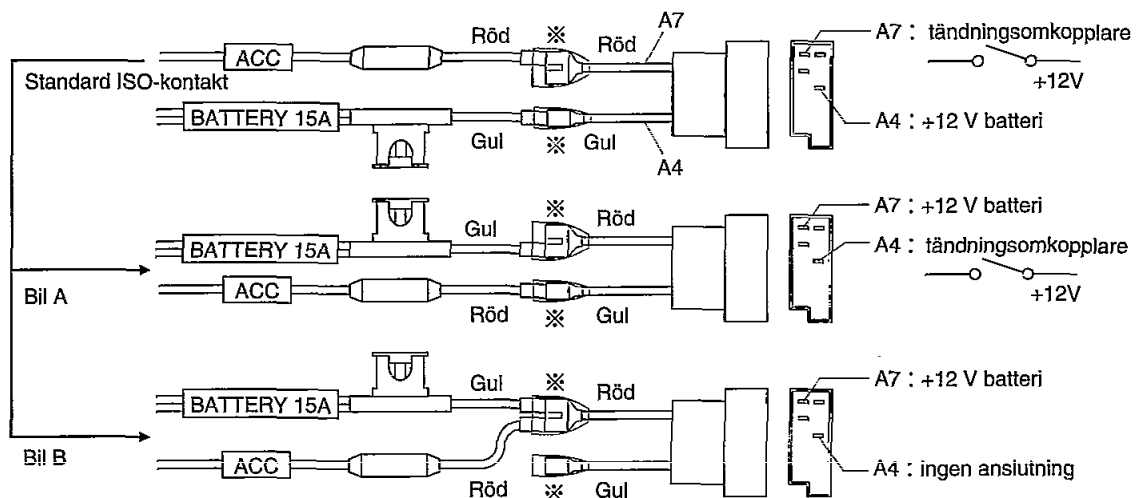 Röd ※ Röd A7
ACC
Standard ISO-kontakt
BATTERY 15A
Gul ※ Gul A4
A7 : tändningsomkopplare
+12V
A4 : +12 V batteri
Gul ※ Röd
BATTERY 15A
Bil A
ACC
Röd ※ Gul
A7 : +12 V batteri
A4 : tändningsomkopplare
+12V
Gul ※ Röd
BATTERY 15A
Bil B
ACC
Röd ※ Gul
A7 : +12 V batteri
A4 : ingen anslutning